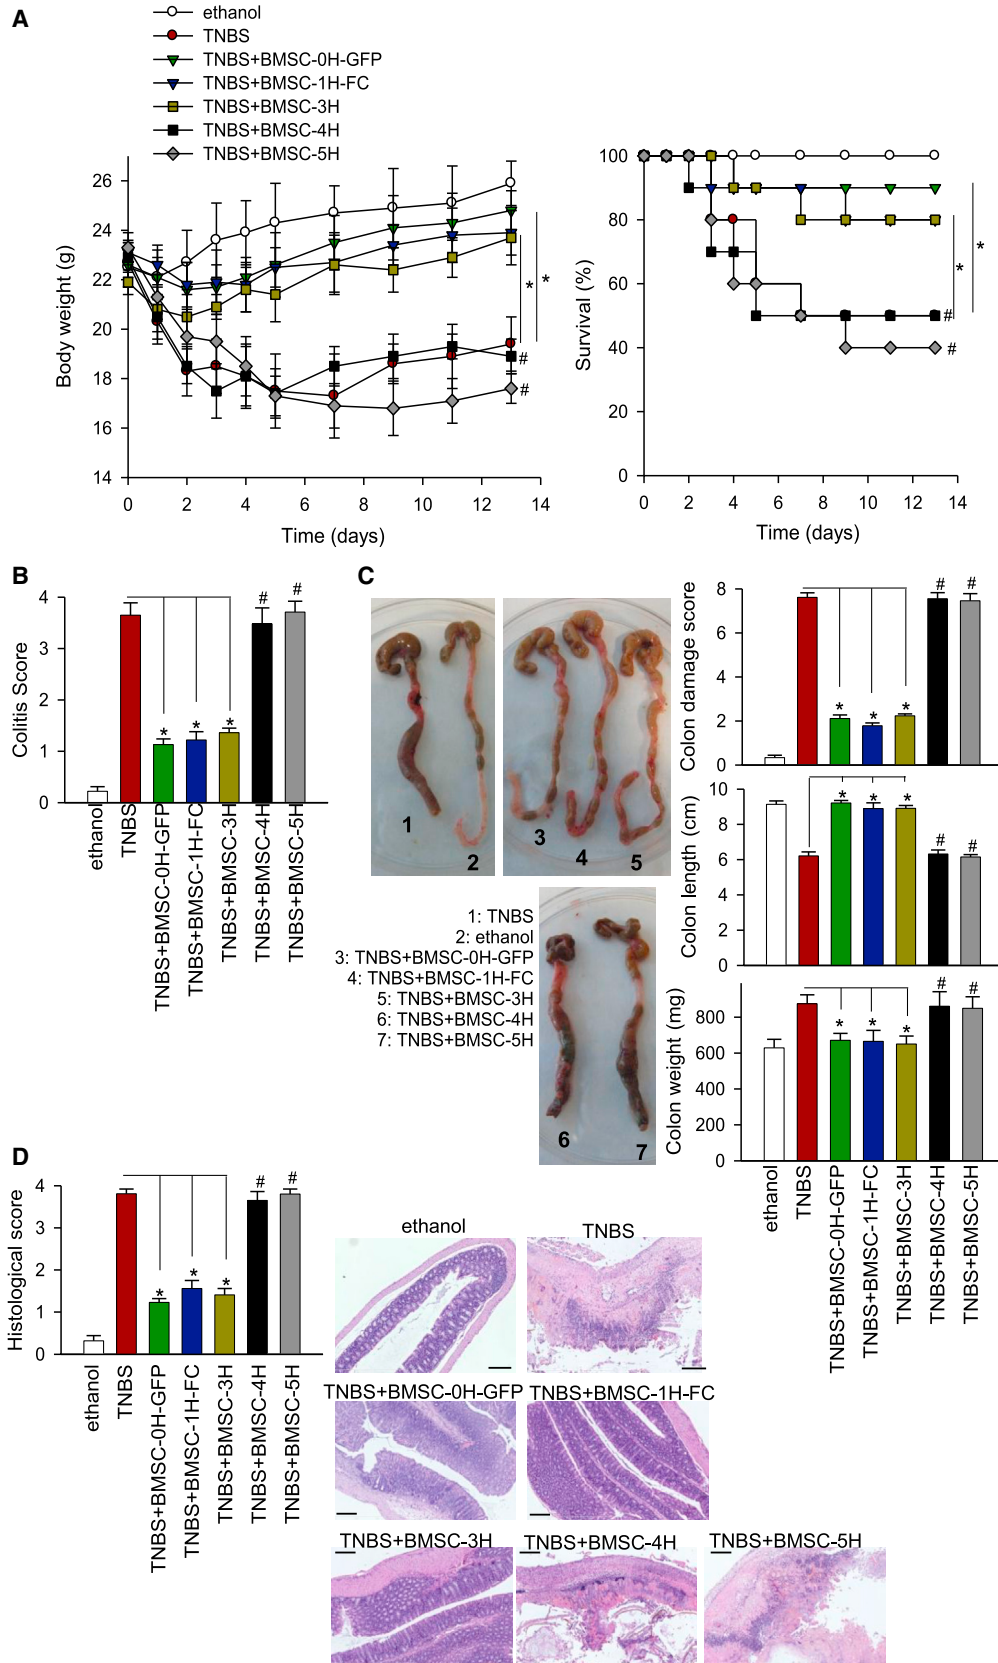 A
ethanol
TNBS
TNBS+BMSC-0H-GFP
TNBS+BMSC-1H-FC
TNBS+BMSC-3H
TNBS+BMSC-4H
TNBS+BMSC-5H
26
24
22
20
18
16
14
Body weight (g)
*
*
#
#
0 2 4 6 8 10 12 14
Time (days)
100
80
60
40
20
0
Survival (%)
*
*
#
#
0 2 4 6 8 10 12 14
Time (days)
B
4
3
2
1
0
Colitis Score
* * * # #
ethanol
TNBS
TNBS+BMSC-0H-GFP
TNBS+BMSC-1H-FC
TNBS+BMSC-3H
TNBS+BMSC-4H
TNBS+BMSC-5H
C
1
2
3
4
5
1: TNBS
2: ethanol
3: TNBS+BMSC-0H-GFP
4: TNBS+BMSC-1H-FC
5: TNBS+BMSC-3H
6: TNBS+BMSC-4H
7: TNBS+BMSC-5H
6
7
8
6
4
2
0
Colon damage score
* * * # #
10
8
6
4
2
0
Colon length (cm)
* * * # #
800
600
400
200
0
Colon weight (mg)
* * * # #
ethanol
TNBS
TNBS+BMSC-0H-GFP
TNBS+BMSC-1H-FC
TNBS+BMSC-3H
TNBS+BMSC-4H
TNBS+BMSC-5H
D
4
3
2
1
0
Histological score
* * * # #
ethanol
TNBS
TNBS+BMSC-0H-GFP
TNBS+BMSC-1H-FC
TNBS+BMSC-3H
TNBS+BMSC-4H
TNBS+BMSC-5H
ethanol
TNBS
TNBS+BMSC-0H-GFP
TNBS+BMSC-1H-FC
TNBS+BMSC-3H
TNBS+BMSC-4H
TNBS+BMSC-5H